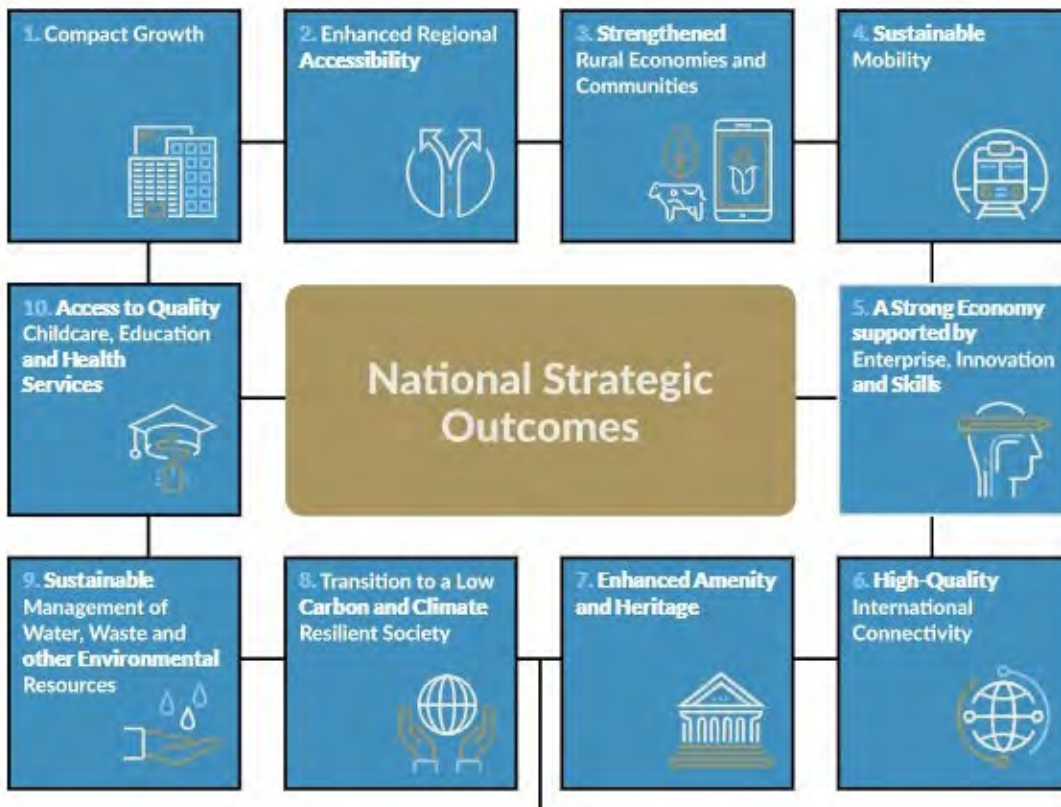 1. Compact Growth
2. Enhanced Regional
Accessibility
3. Strengthened
Rural Economies and
Communities
4. Sustainable
Mobility
10. Access to Quality
Childcare, Education
and Health
Services
National Strategic
Outcomes
5. A Strong Economy
supported by
Enterprise, Innovation
and Skills
9. Sustainable
Management of
Water, Waste and
other Environmental
Resources
8. Transition to a Low
Carbon and Climate
Resilient Society
7. Enhanced Amenity
and Heritage
6. High-Quality
International
Connectivity